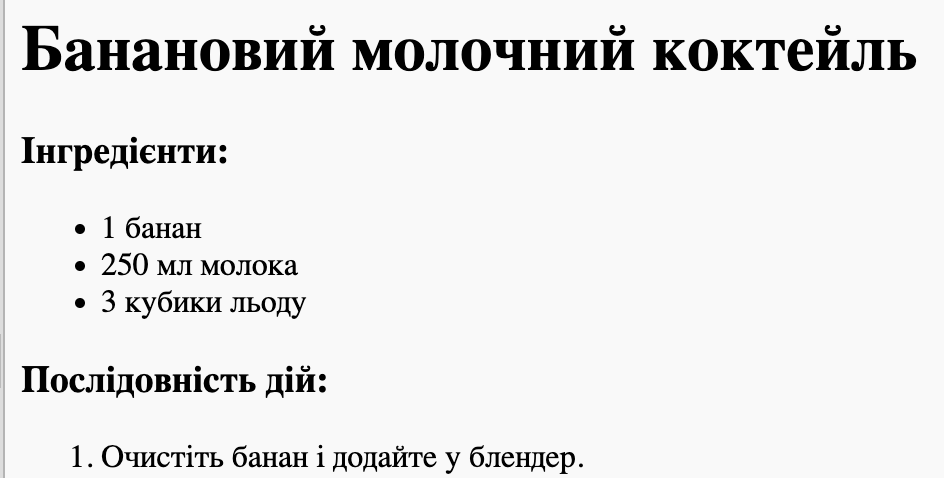 Банановий молочний коктейль
Інгредієнти:
• 1 банан
• 250 мл молока
• 3 кубики льоду
Послідовність дій:
1. Очистіть банан і додайте у блендер.